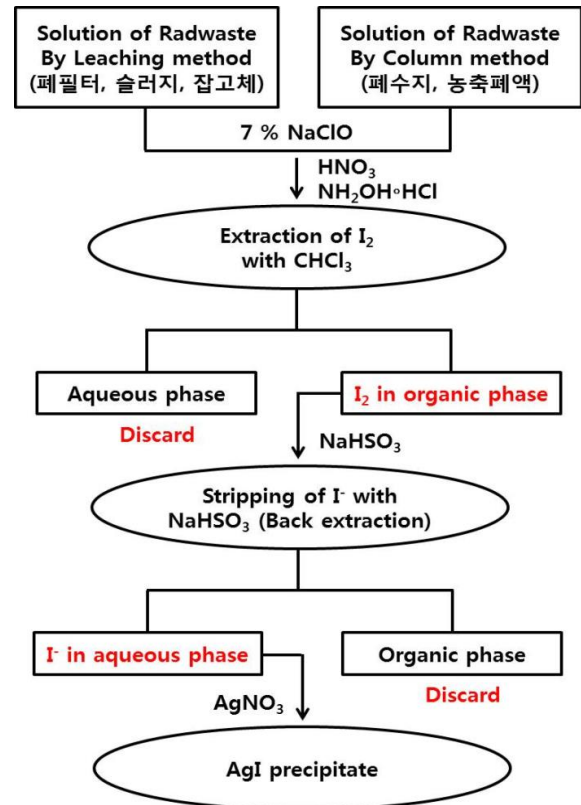 Solution of Radwaste
By Leaching method
(폐필터, 슬러지, 잡고체)
Solution of Radwaste
By Column method
(폐수지, 농축폐액)
7 % NaClO
HNO₃
NH₂OH∘HCl
Extraction of I₂
with CHCl₃
Aqueous phase
Discard
I₂ in organic phase
NaHSO₃
Stripping of I⁻ with
NaHSO₃ (Back extraction)
I⁻ in aqueous phase
Organic phase
Discard
AgNO₃
AgI precipitate